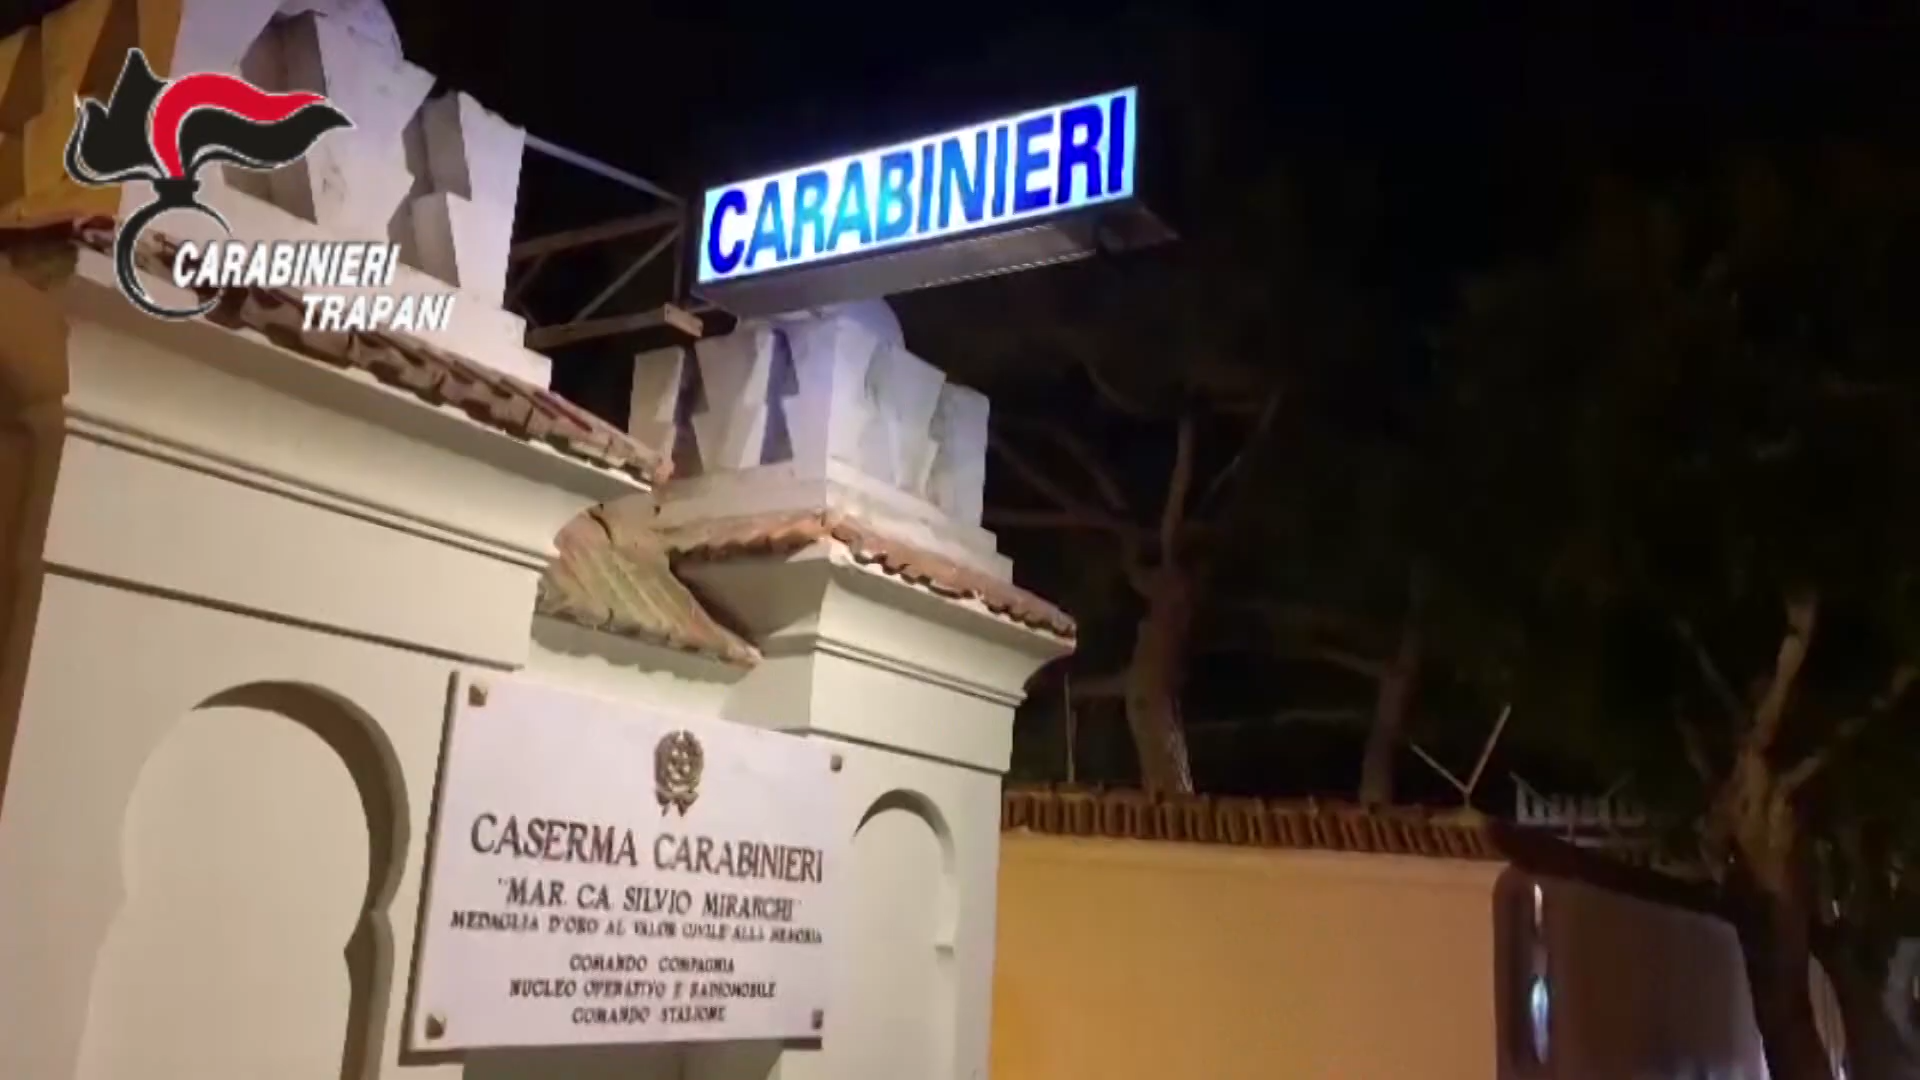 CARABINIERI
TRAPANI
CARABINIERI
CASERMA CARABINIERI
"MAR. CA. SILVIO MIRARCHI"
MEDAGLIA D'ORO AL VALOR CIVILE ALLA MEMORIA
COMANDO COMPAGNIA
NUCLEO OPERATIVO E RADIOMOBILE
COMANDO STAZIONE